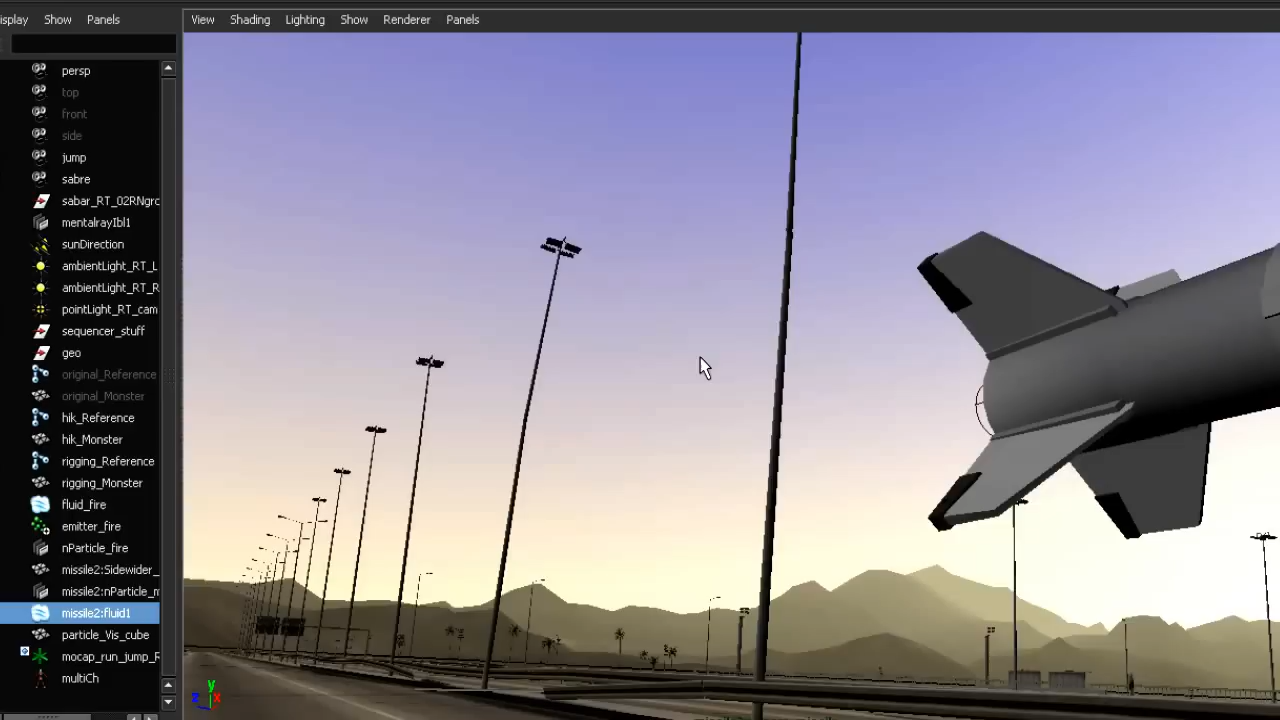 isplay Show Panels
View Shading Lighting Show Renderer Panels
persp
top
front
side
jump
sabre
sabar_RT_02RNgrc
mentalrayIbl1
sunDirection
ambientLight_RT_L
ambientLight_RT_R
pointLight_RT_cam
sequencer_stuff
geo
original_Reference
original_Monster
hik_Reference
hik_Monster
rigging_Reference
rigging_Monster
fluid_fire
emitter_fire
nParticle_fire
missile2:Sidewider_
missile2:nParticle_m
missile2:fluid1
particle_Vis_cube
mocap_run_jump_R
multiCh
y
z x